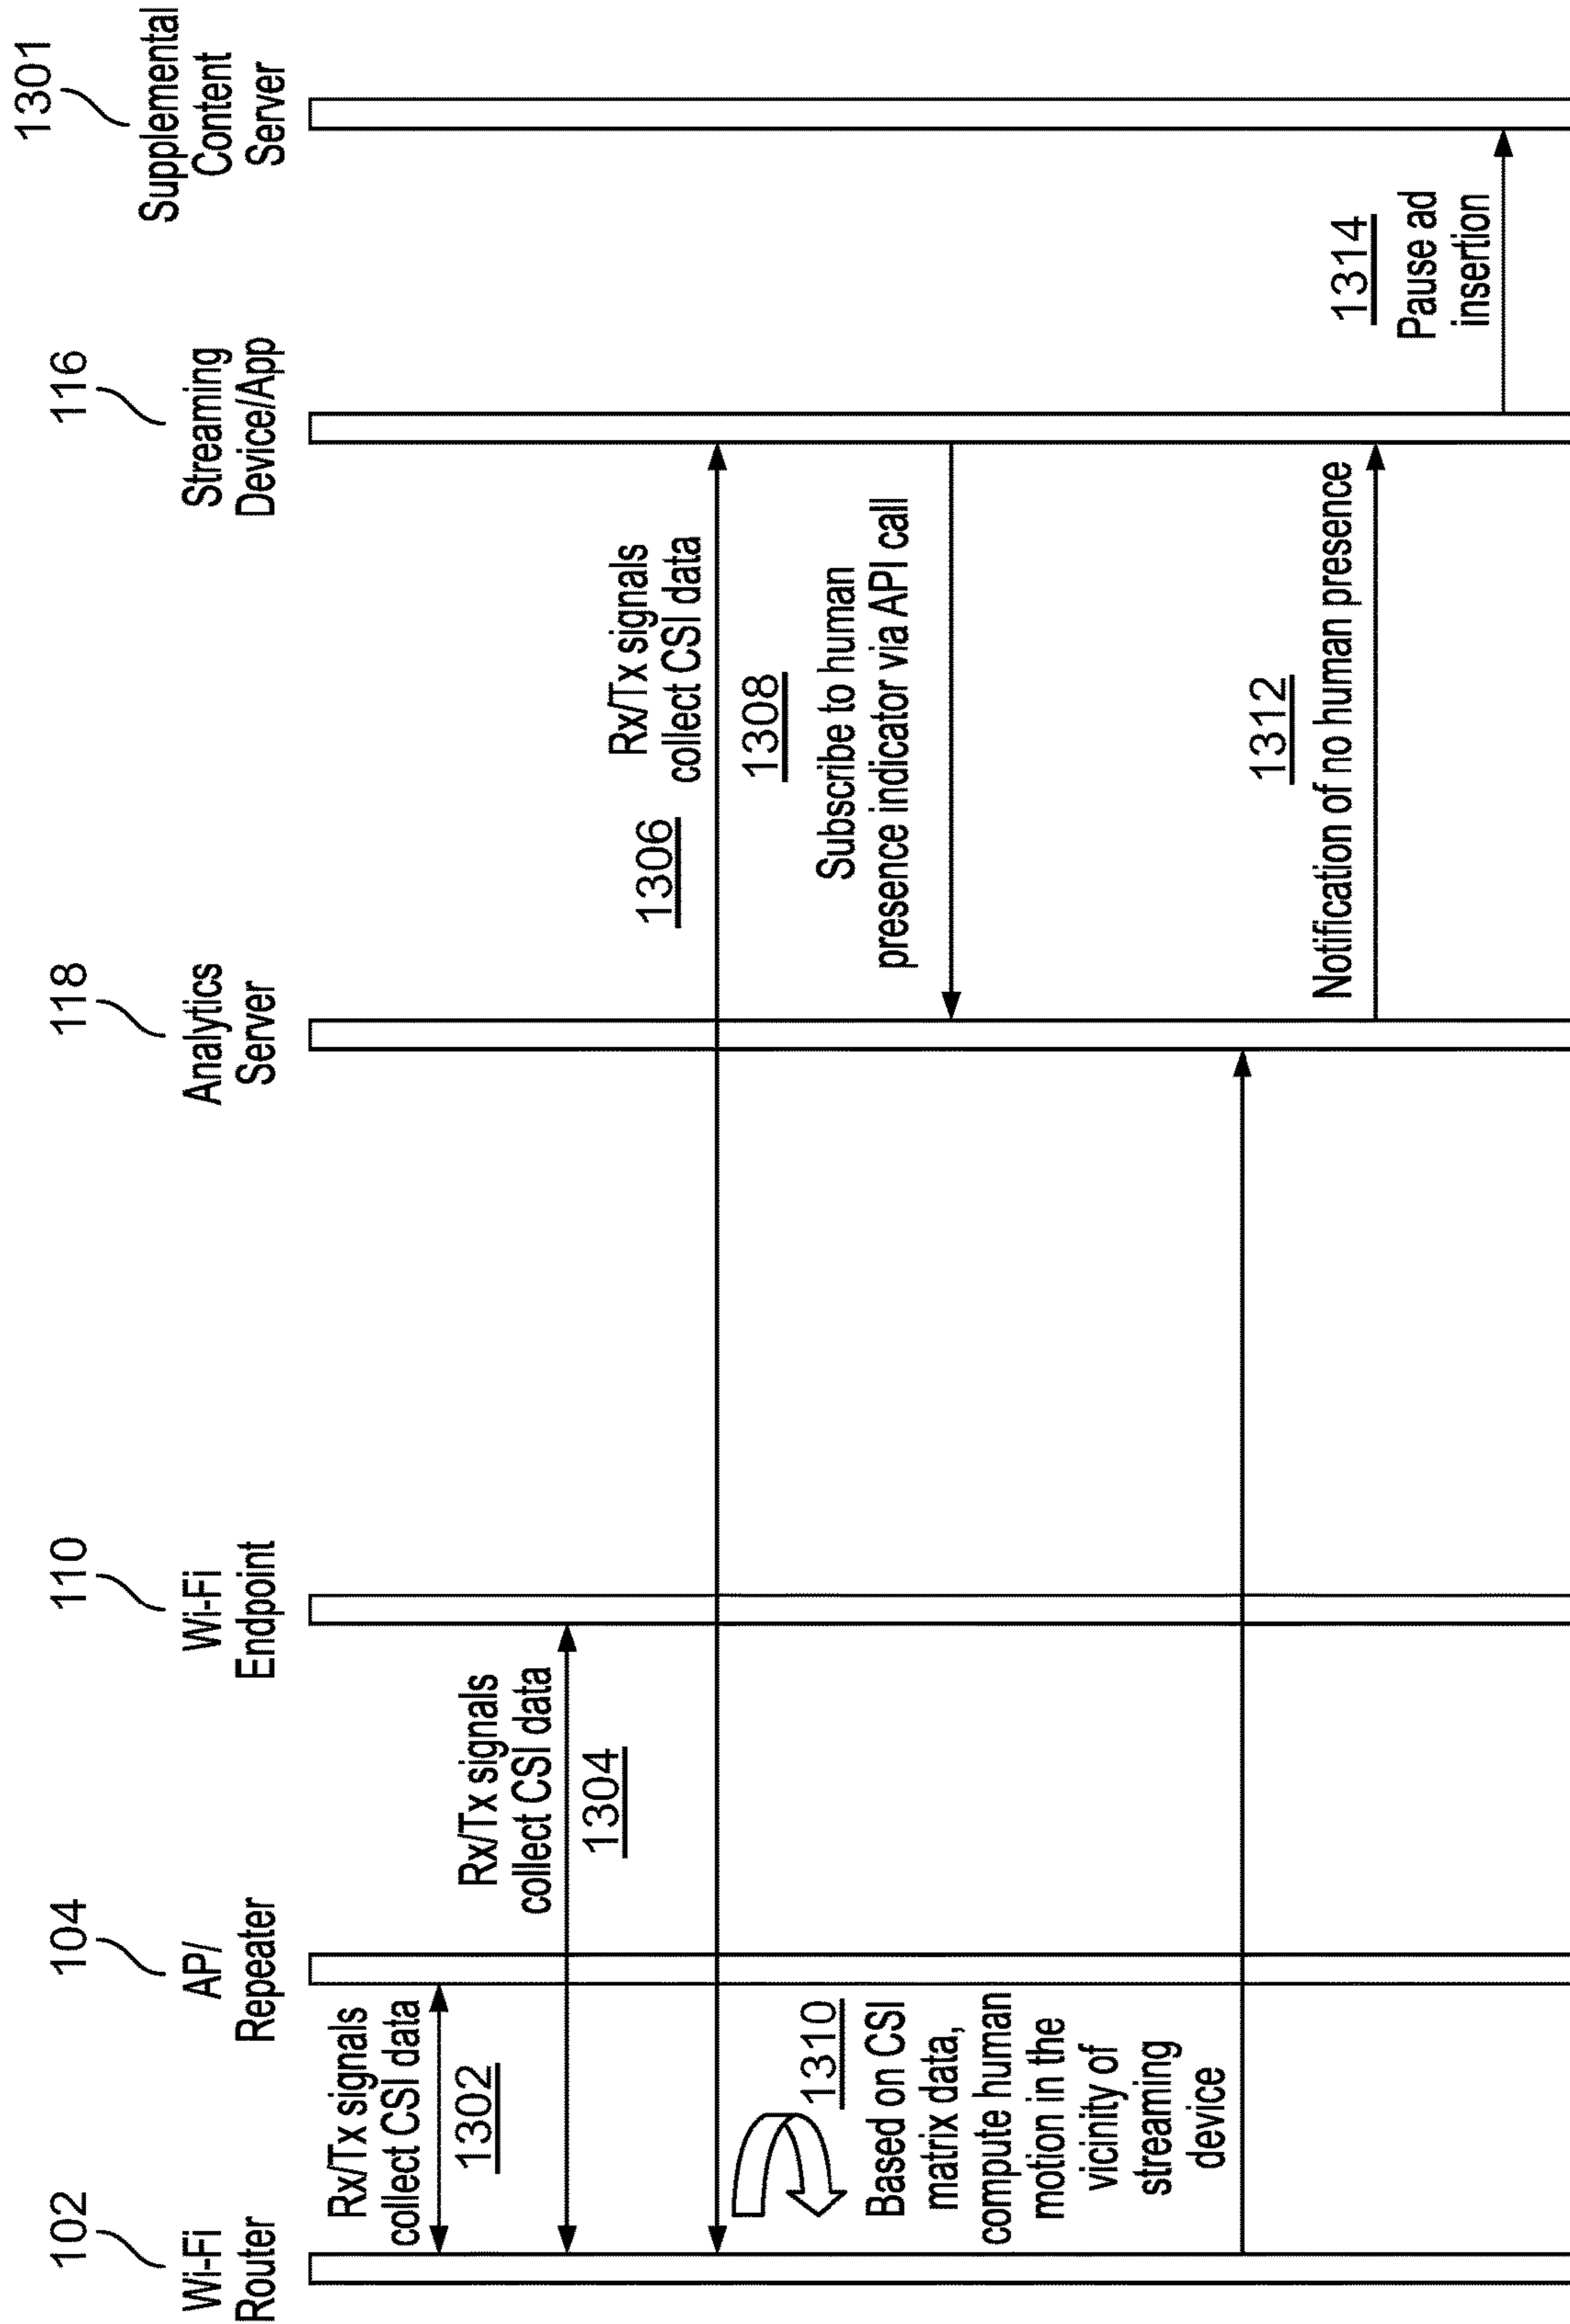 102
Wi-Fi
Router
104
AP/
Repeater
110
Wi-Fi
Endpoint
118
Analytics
Server
116
Streaming
Device/App
1301
Supplemental
Content
Server
Rx/Tx signals
collect CSI data
1302
Rx/Tx signals
collect CSI data
1304
Rx/Tx signals
collect CSI data
1306
1308
Subscribe to human
presence indicator via API call
1310
Based on CSI
matrix data,
compute human
motion in the
vicinity of
streaming
device
1312
Notification of no human presence
1314
Pause ad
insertion